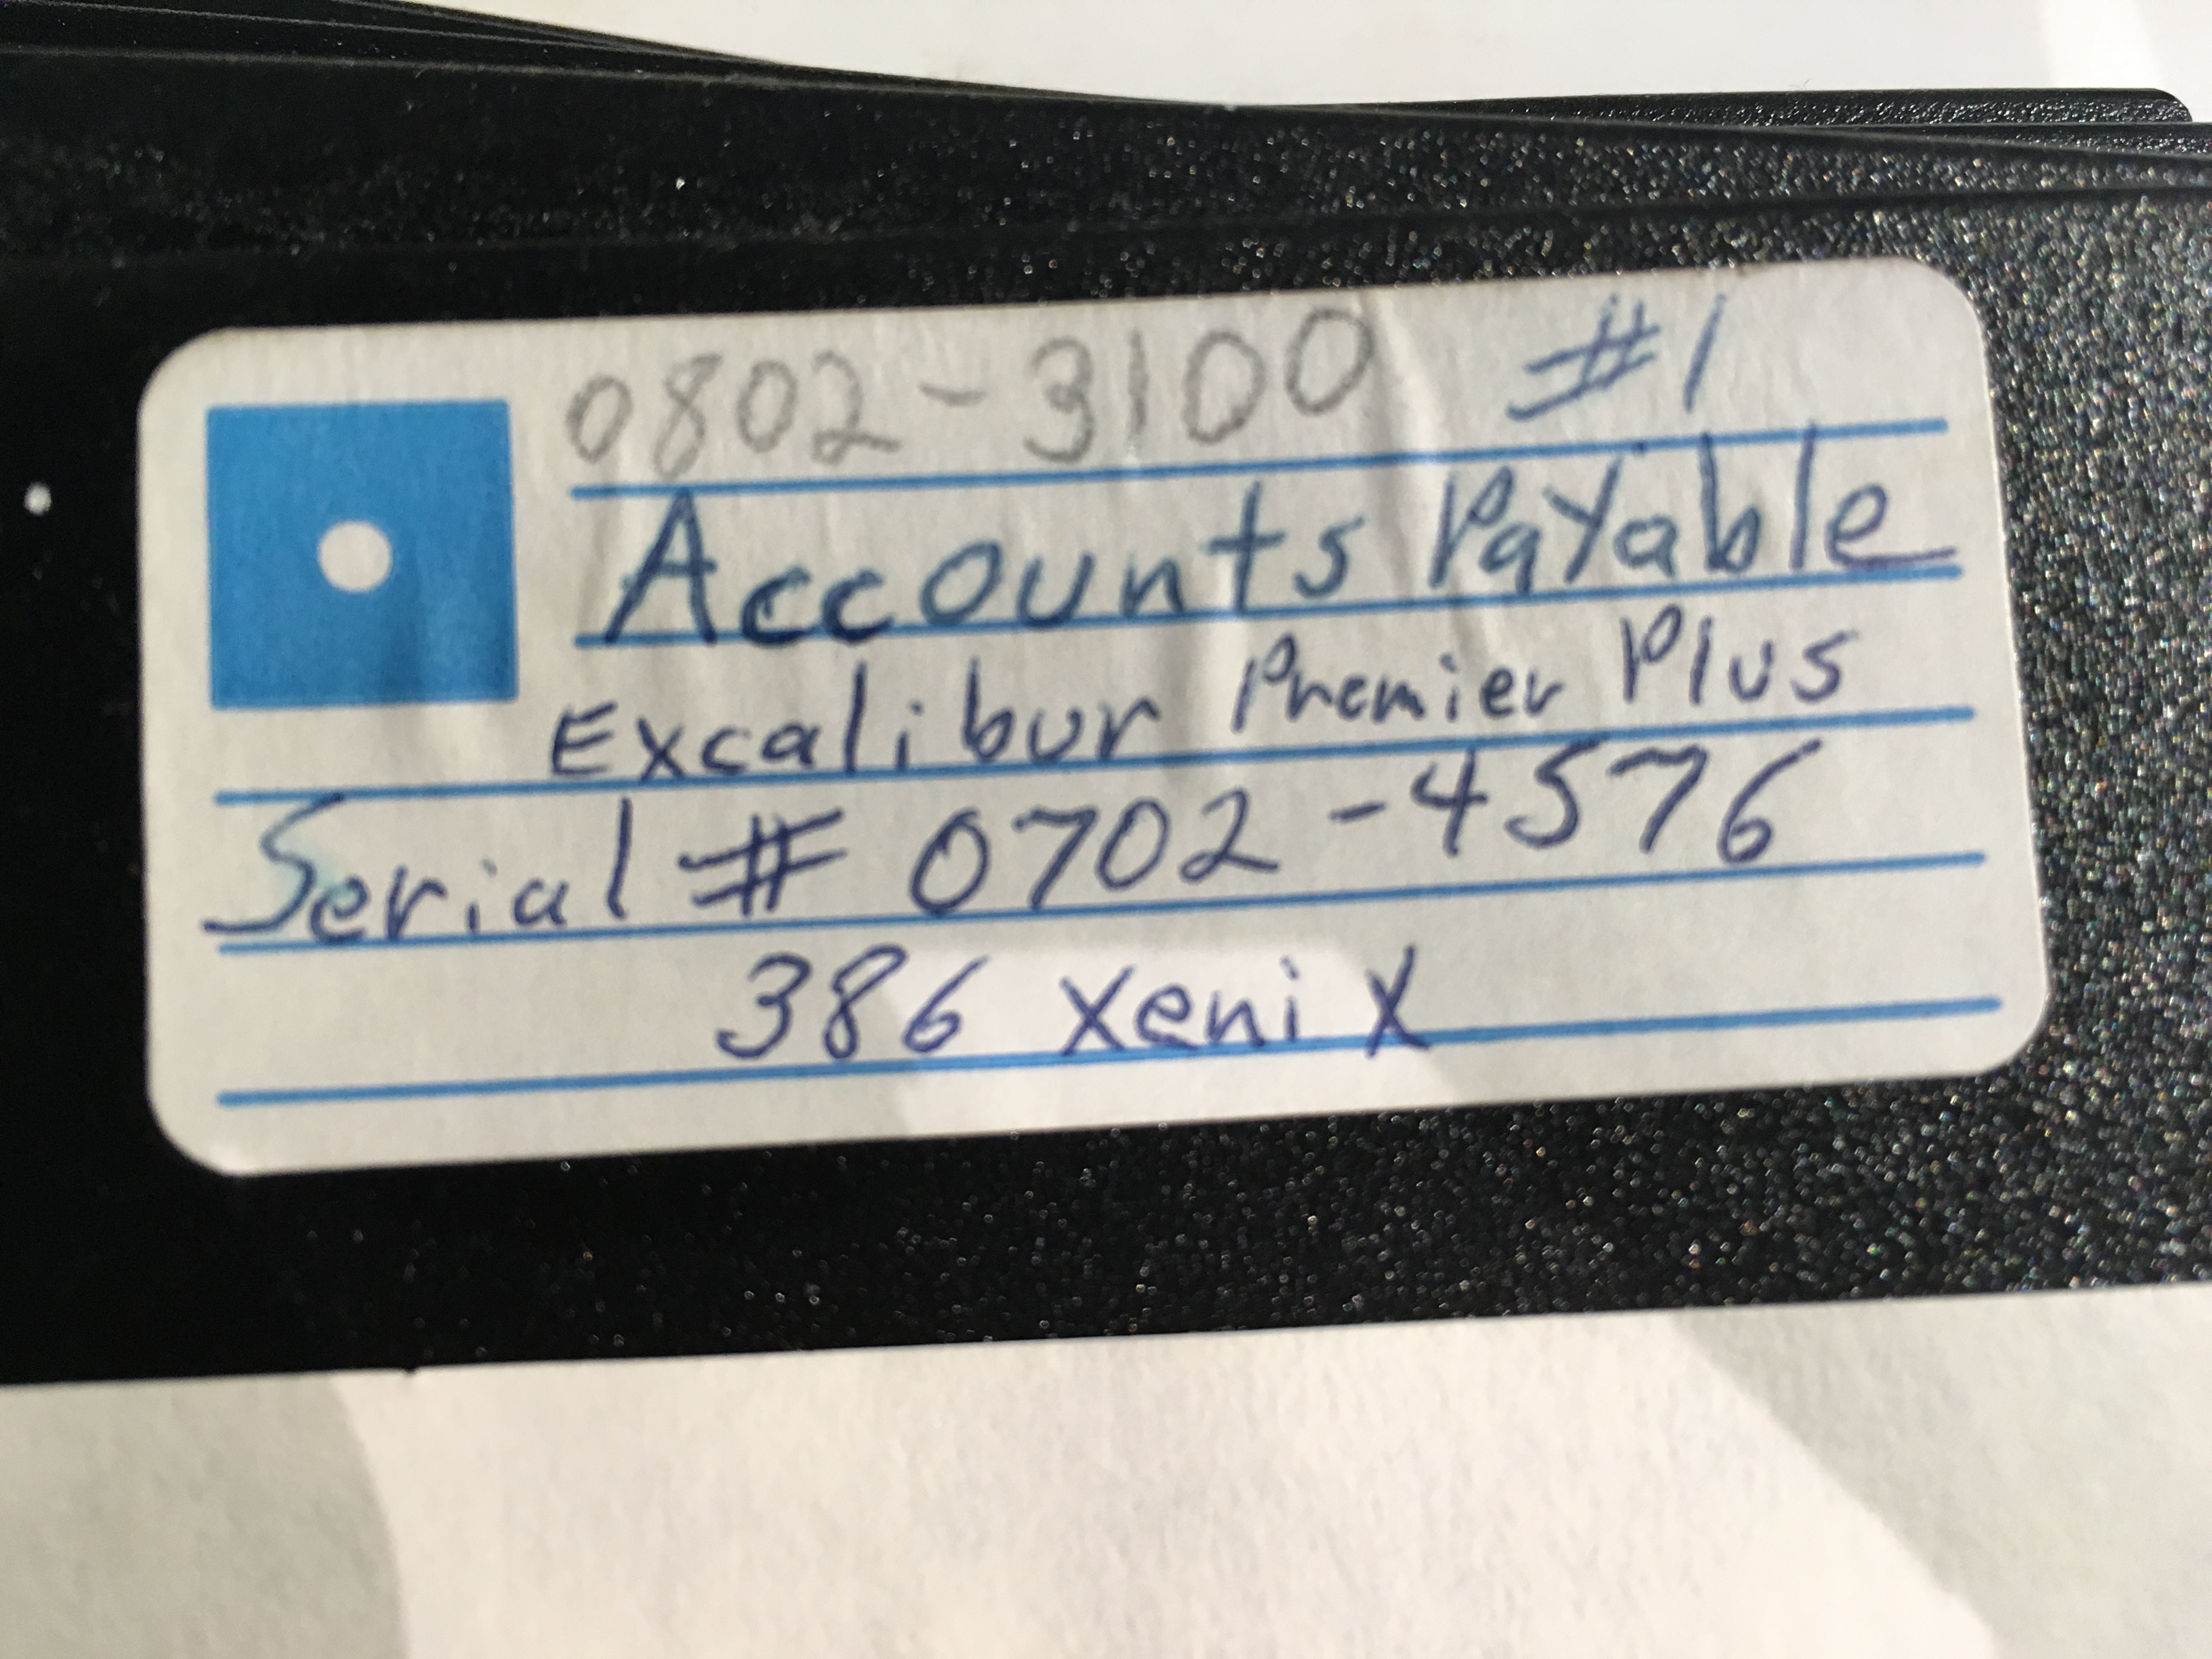 0802-3100 #1
Accounts Payable
Excalibur Premier Plus
Serial # 0702-4576
386 xenix